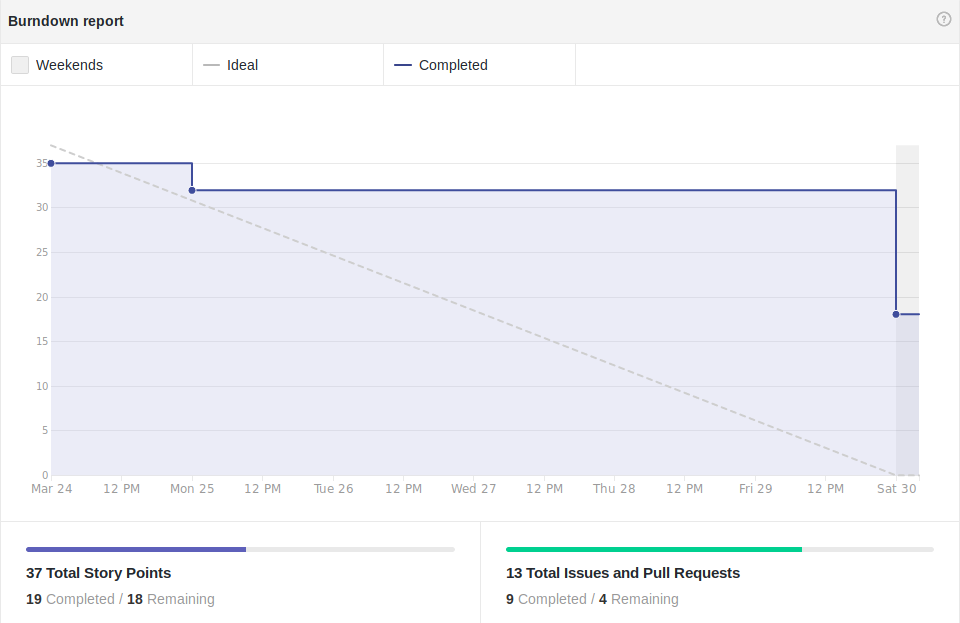 Burndown report
?
Weekends
Ideal
Completed
35
30
25
20
15
10
5
0
Mar 24 12 PM Mon 25 12 PM Tue 26 12 PM Wed 27 12 PM Thu 28 12 PM Fri 29 12 PM Sat 30
37 Total Story Points
19 Completed / 18 Remaining
13 Total Issues and Pull Requests
9 Completed / 4 Remaining